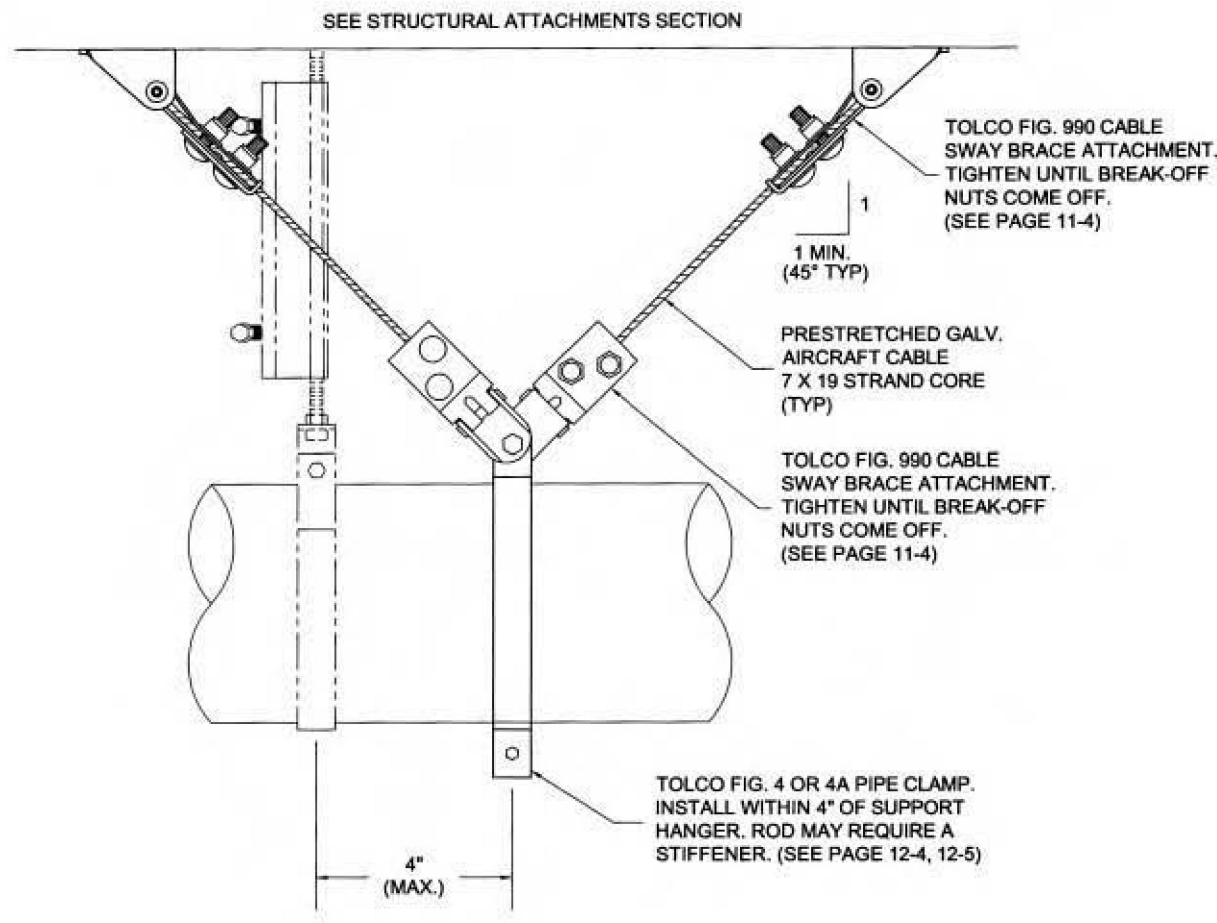 SEE STRUCTURAL ATTACHMENTS SECTION
TOLCO FIG. 990 CABLE
SWAY BRACE ATTACHMENT.
TIGHTEN UNTIL BREAK-OFF
NUTS COME OFF.
(SEE PAGE 11-4)
1
1 MIN.
(45° TYP)
PRESTRETCHED GALV.
AIRCRAFT CABLE
7 X 19 STRAND CORE
(TYP)
TOLCO FIG. 990 CABLE
SWAY BRACE ATTACHMENT.
TIGHTEN UNTIL BREAK-OFF
NUTS COME OFF.
(SEE PAGE 11-4)
TOLCO FIG. 4 OR 4A PIPE CLAMP.
INSTALL WITHIN 4" OF SUPPORT
HANGER. ROD MAY REQUIRE A
STIFFENER. (SEE PAGE 12-4, 12-5)
4"
(MAX.)